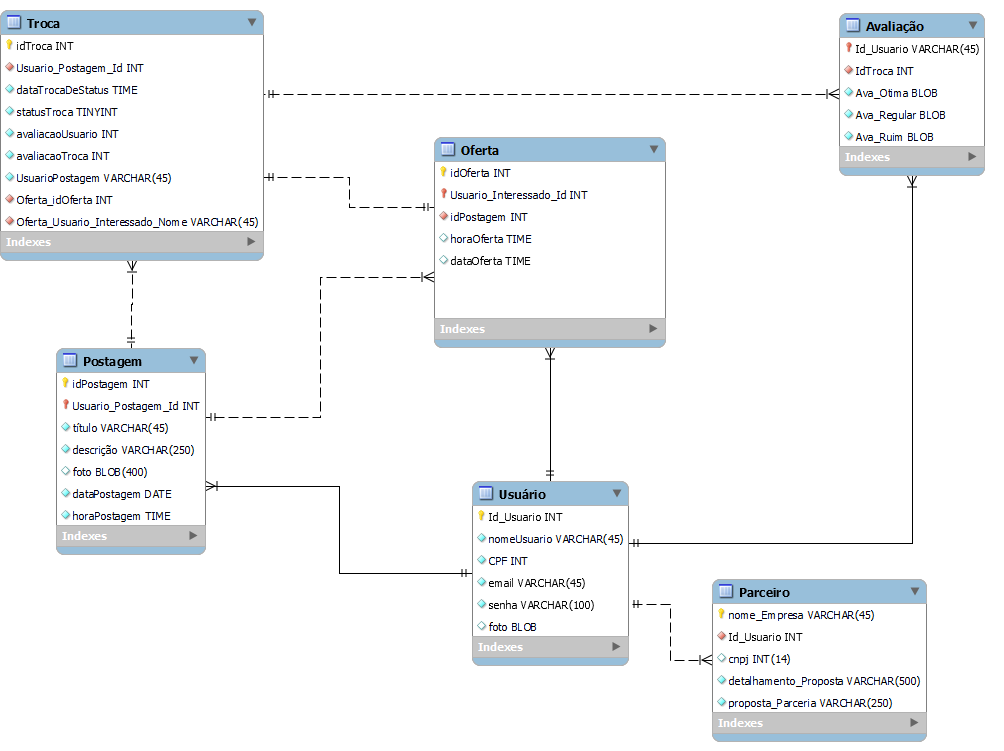 Troca
idTroca INT
Usuario_Postagem_Id INT
dataTrocaDeStatus TIME
statusTroca TINYINT
avaliacaoUsuario INT
avaliacaoTroca INT
UsuarioPostagem VARCHAR(45)
Oferta_idOferta INT
Oferta_Usuario_Interessado_Nome VARCHAR(45)
Indexes
Avaliação
Id_Usuario VARCHAR(45)
IdTroca INT
Ava_Otima BLOB
Ava_Regular BLOB
Ava_Ruim BLOB
Indexes
Oferta
idOferta INT
Usuario_Interessado_Id INT
idPostagem INT
horaOferta TIME
dataOferta TIME
Indexes
Postagem
idPostagem INT
Usuario_Postagem_Id INT
título VARCHAR(45)
descrição VARCHAR(250)
foto BLOB(400)
dataPostagem DATE
horaPostagem TIME
Indexes
Usuário
Id_Usuario INT
nomeUsuario VARCHAR(45)
CPF INT
email VARCHAR(45)
senha VARCHAR(100)
foto BLOB
Indexes
Parceiro
nome_Empresa VARCHAR(45)
Id_Usuario INT
cnpj INT(14)
detalhamento_Proposta VARCHAR(500)
proposta_Parceria VARCHAR(250)
Indexes